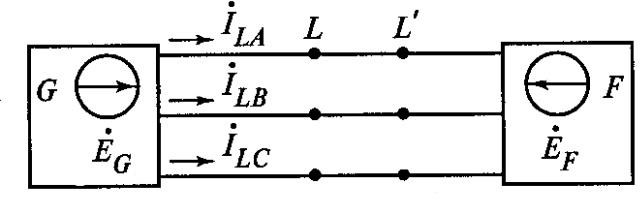 İ_LA L L′
G İ_LB F
Ė_G İ_LC Ė_F